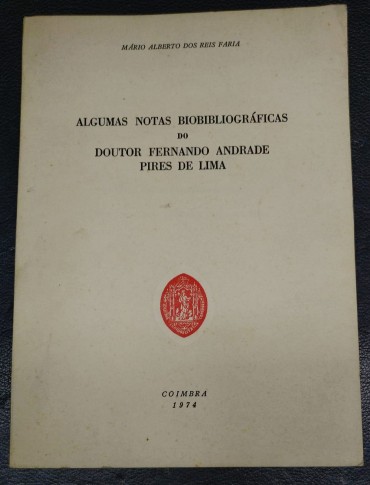 MÁRIO ALBERTO DOS REIS FARIA
ALGUMAS NOTAS BIOBIBLIOGRÁFICAS
DO
DOUTOR FERNANDO ANDRADE
PIRES DE LIMA
COIMBRA
1974